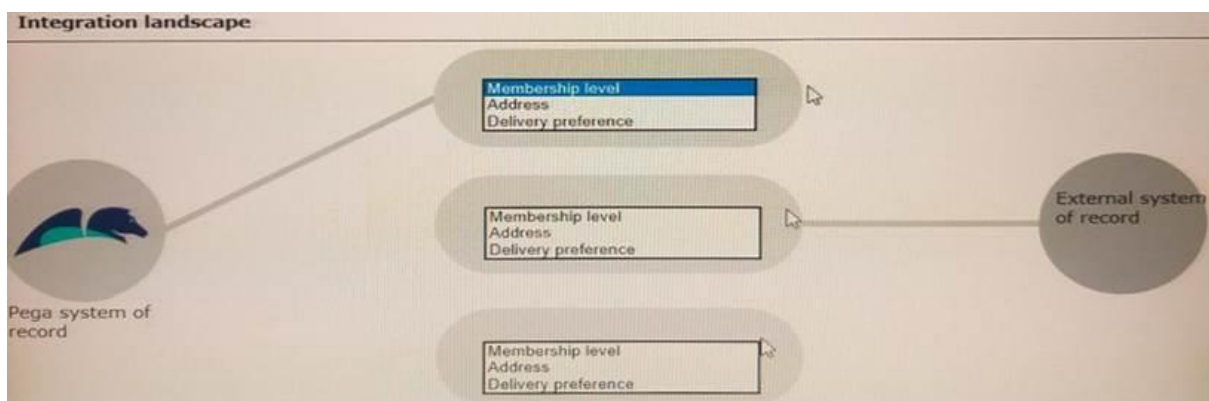 Integration landscape
Membership level
Address
Delivery preference
Membership level
Address
Delivery preference
External system
of record
Pega system of
record
Membership level
Address
Delivery preference